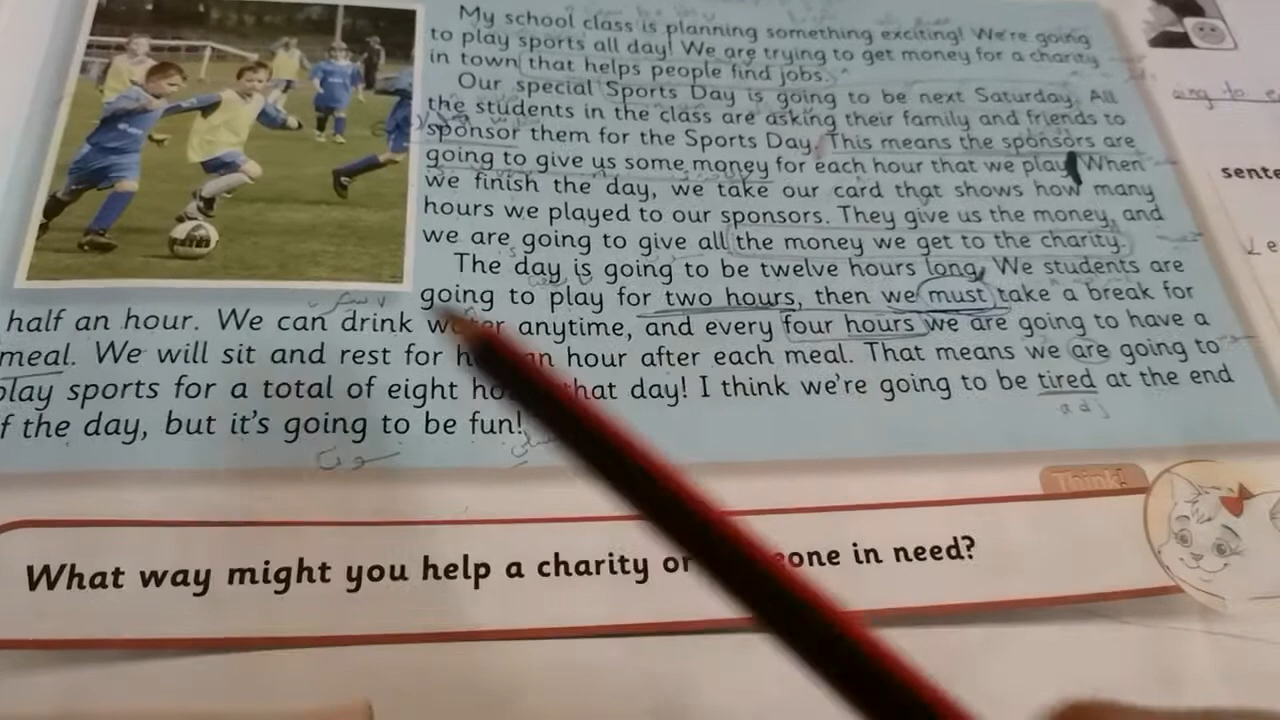 My school class is planning something exciting! We're going
to play sports all day! We are trying to get money for a charity
in town that helps people find jobs.
Our special Sports Day is going to be next Saturday. All
the students in the class are asking their family and friends to
sponsor them for the Sports Day. This means the sponsors are
going to give us some money for each hour that we play When
we finish the day, we take our card that shows how many
hours we played to our sponsors. They give us the money, and
we are going to give all the money we get to the charity.
The day is going to be twelve hours long. We students are
going to play for two hours, then we must take a break for
half an hour. We can drink water anytime, and every four hours we are going to have a
meal. We will sit and rest for an hour after each meal. That means we are going to
play sports for a total of eight that day! I think we're going to be tired at the end
adj
f the day, but it's going to be fun!
Think!
What way might you help a charity or in need?
sente